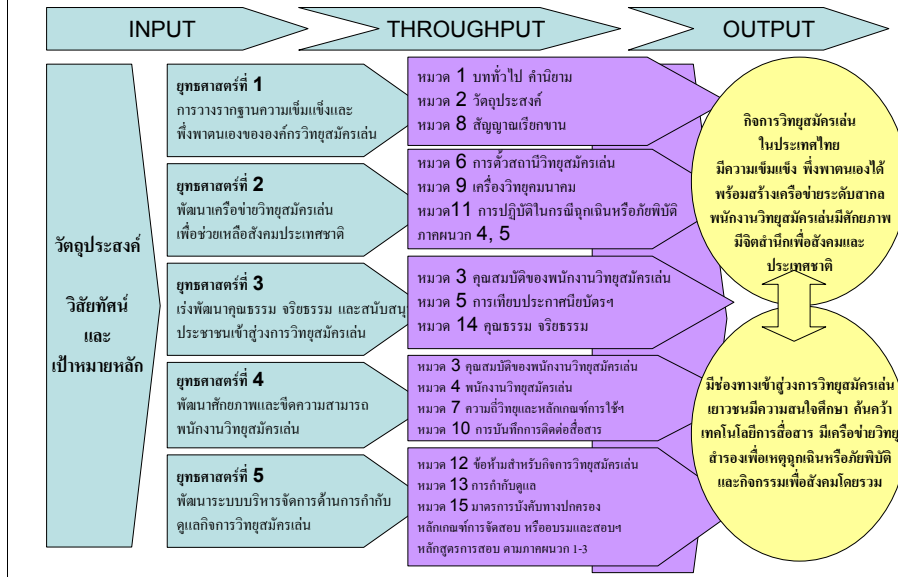 INPUT
THROUGHPUT
OUTPUT
วัตถุประสงค์
วิสัยทัศน์
และ
เป้าหมายหลัก
ยุทธศาสตร์ที่ 1
การวางรากฐานความเข้มแข็งและ
พึ่งพาตนเองขององค์กรวิทยุสมัครเล่น
ยุทธศาสตร์ที่ 2
พัฒนาเครือข่ายวิทยุสมัครเล่น
เพื่อช่วยเหลือสังคมประเทศชาติ
ยุทธศาสตร์ที่ 3
เร่งพัฒนาคุณธรรม จริยธรรม และสนับสนุ
ประชาชนเข้าสู่วงการวิทยุสมัครเล่น
ยุทธศาสตร์ที่ 4
พัฒนาศักยภาพและขีดความสามารถ
พนักงานวิทยุสมัครเล่น
ยุทธศาสตร์ที่ 5
พัฒนาระบบบริหารจัดการด้านการกำกับ
ดูแลกิจการวิทยุสมัครเล่น
หมวด 1 บททั่วไป คำนิยาม
หมวด 2 วัตถุประสงค์
หมวด 8 สัญญาณเรียกขาน
หมวด 6 การตั้วสถานีวิทยุสมัครเล่น
หมวด 9 เครื่องวิทยุคมนาคม
หมวด11 การปฏิบัติในกรณีฉุกเฉินหรือภัยพิบัติ
ภาคผนวก 4, 5
หมวด 3 คุณสมบัติของพนักงานวิทยุสมัครเล่น
หมวด 5 การเทียบประกาศนียบัตรฯ
หมวด 14 คุณธรรม จริยธรรม
หมวด 3 คุณสมบัติของพนักงานวิทยุสมัครเล่น
หมวด 4 พนักงานวิทยุสมัครเล่น
หมวด 7 ความถี่วิทยุและหลักเกณฑ์การใช้ฯ
หมวด 10 การบันทึกการติดต่อสื่อสาร
หมวด 12 ข้อห้ามสำหรับกิจการวิทยุสมัครเล่น
หมวด 13 การกำกับดูแล
หมวด 15 มาตรการบังคับทางปกครอง
หลักเกณฑ์การจัดสอบ หรืออบรมและสอบฯ
หลักสูตรการสอบ ตามภาคผนวก 1-3
กิจการวิทยุสมัครเล่น
ในประเทศไทย
มีความเข้มแข็ง พึ่งพาตนเองได้
พร้อมสร้างเครือข่ายระดับสากล
พนักงานวิทยุสมัครเล่นมีศักยภาพ
มีจิตสำนึกเพื่อสังคมและ
ประเทศชาติ
มีช่องทางเข้าสู่วงการวิทยุสมัครเล่น
เยาวชนมีความสนใจศึกษา ค้นคว้า
เทคโนโลยีการสื่อสาร มีเครือข่ายวิทยุ
สำรองเพื่อเหตุฉุกเฉินหรือภัยพิบัติ
และกิจกรรมเพื่อสังคมโดยรวม